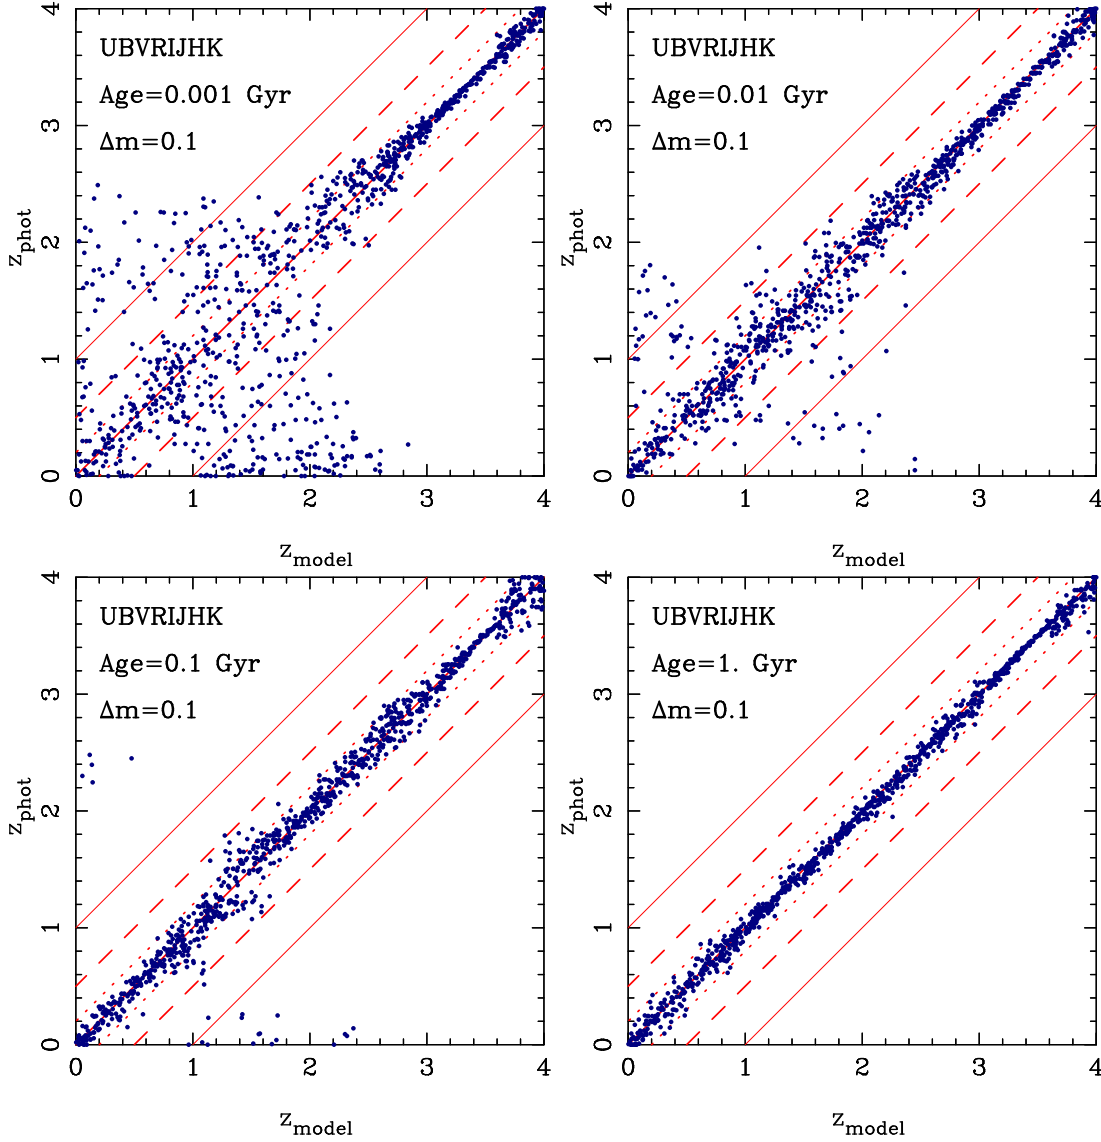 4
3
2
1
0
z_phot
UBVRIJHK
Age=0.001 Gyr
Δm=0.1
0 1 2 3 4
z_model
4
3
2
1
0
z_phot
UBVRIJHK
Age=0.01 Gyr
Δm=0.1
0 1 2 3 4
z_model
4
3
2
1
0
z_phot
UBVRIJHK
Age=0.1 Gyr
Δm=0.1
0 1 2 3 4
z_model
4
3
2
1
0
z_phot
UBVRIJHK
Age=1. Gyr
Δm=0.1
0 1 2 3 4
z_model